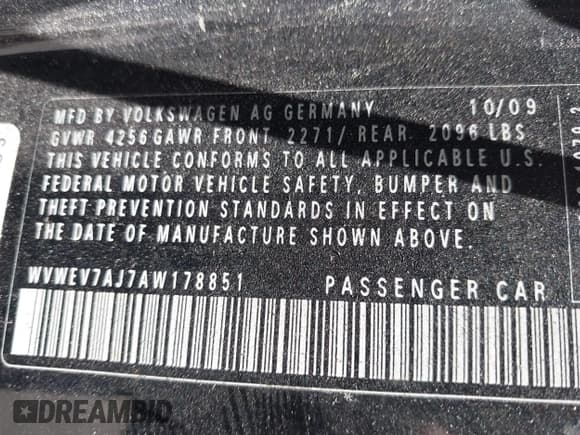 MFD BY VOLKSWAGEN AG GERMANY 10/09
GVWR 4256 GAWR FRONT 2271/ REAR 2096 LBS
THIS VEHICLE CONFORMS TO ALL APPLICABLE U.S.
FEDERAL MOTOR VEHICLE SAFETY, BUMPER AND
THEFT PREVENTION STANDARDS IN EFFECT ON
THE DATE OF MANUFACTURE SHOWN ABOVE.
WVWEV7AJ7AW178851 PASSENGER CAR
DREAMBID